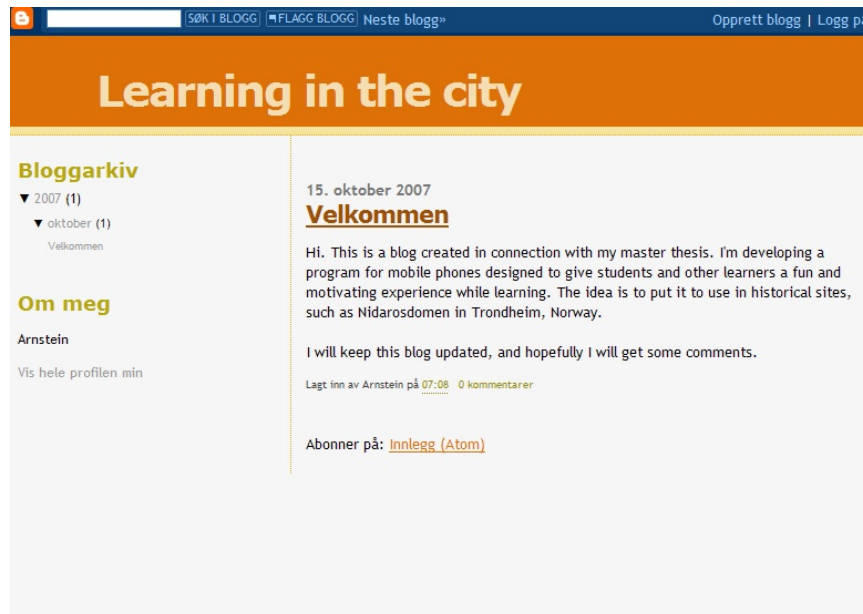 SØK I BLOGG FLAGG BLOGG Neste blogg» Opprett blogg | Logg på
Learning in the city
Bloggarkiv
▼ 2007 (1)
▼ oktober (1)
Velkommen
Om meg
Arnstein
Vis hele profilen min
15. oktober 2007
Velkommen
Hi. This is a blog created in connection with my master thesis. I'm developing a
program for mobile phones designed to give students and other learners a fun and
motivating experience while learning. The idea is to put it to use in historical sites,
such as Nidarosdomen in Trondheim, Norway.
I will keep this blog updated, and hopefully I will get some comments.
Lagt inn av Arnstein på 07:08 0 kommentarer
Abonner på: Innlegg (Atom)